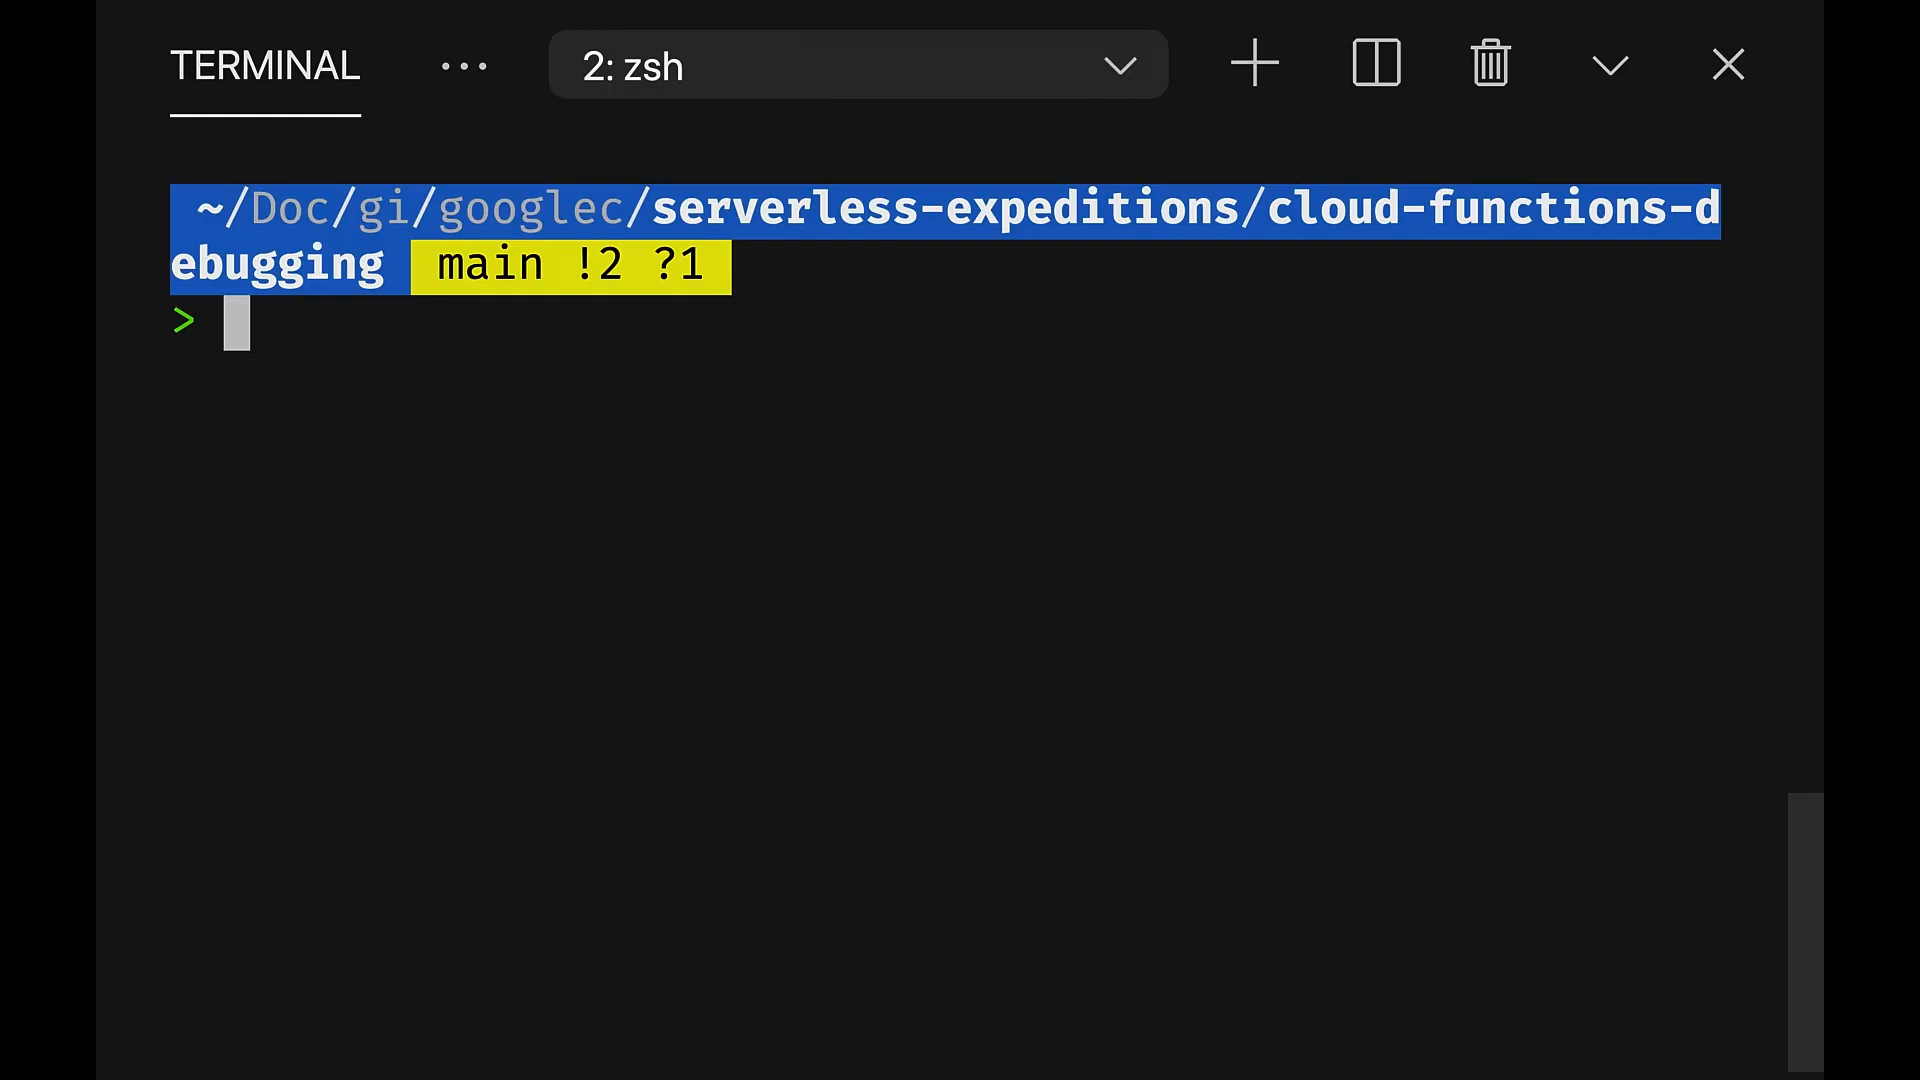 TERMINAL ··· 2: zsh
~/Doc/gi/googlec/serverless-expeditions/cloud-functions-d
ebugging main !2 ?1
>